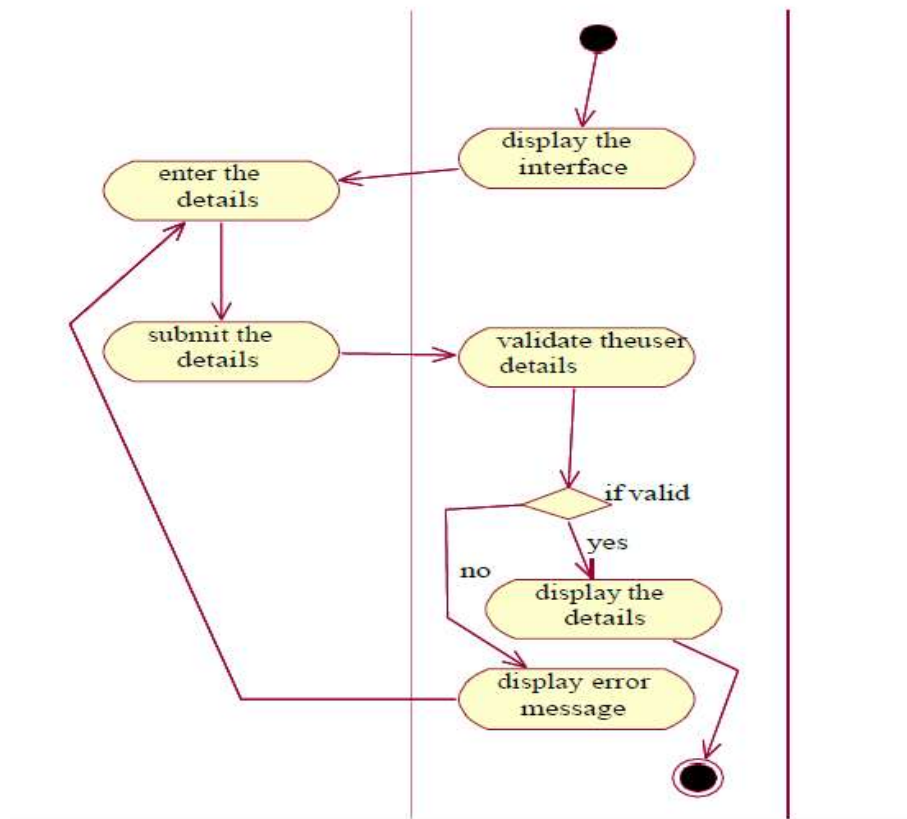 display the
interface
enter the
details
submit the
details
validate theuser
details
if valid
yes
no
display the
details
display error
message